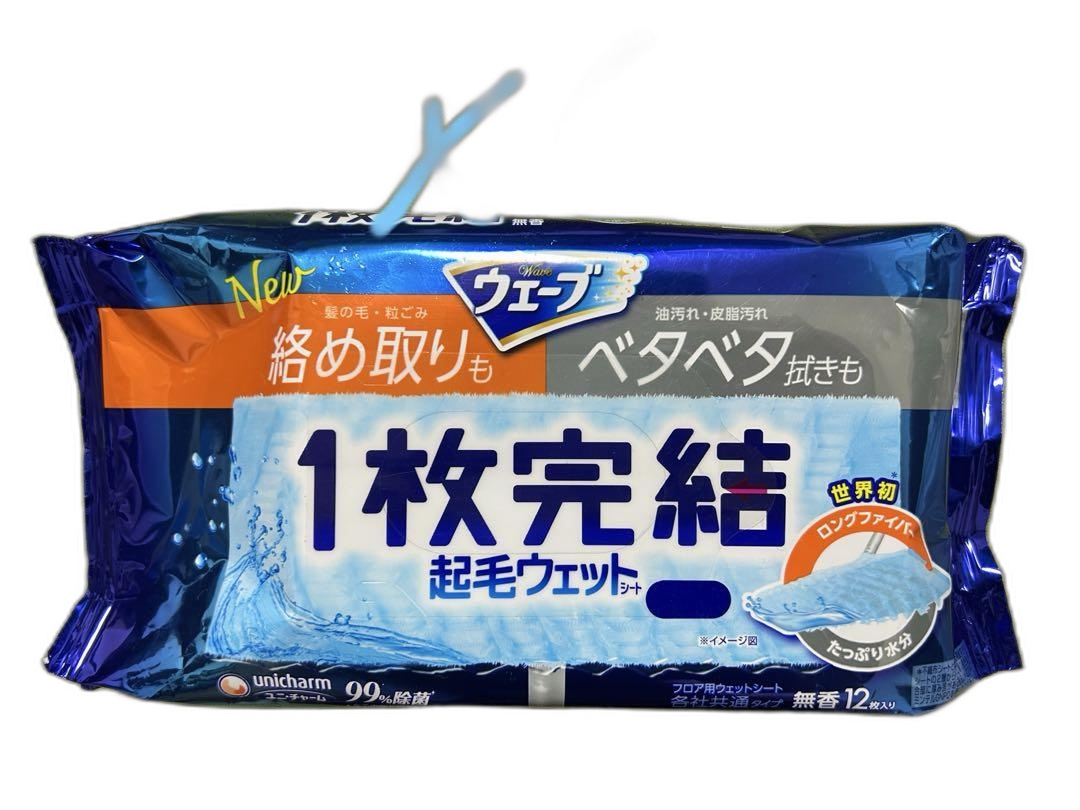 無香
New
Wave
ウェーブ
髪の毛・粒ごみ
絡め取りも
油汚れ・皮脂汚れ
ベタベタ拭きも
1枚完結
起毛ウェットシート
世界初*
ロングファイバー
たっぷり水分
※イメージ図
unicharm
ユニ・チャーム
99%除菌*
フロア用ウェットシート
各社共通タイプ
無香12枚入り